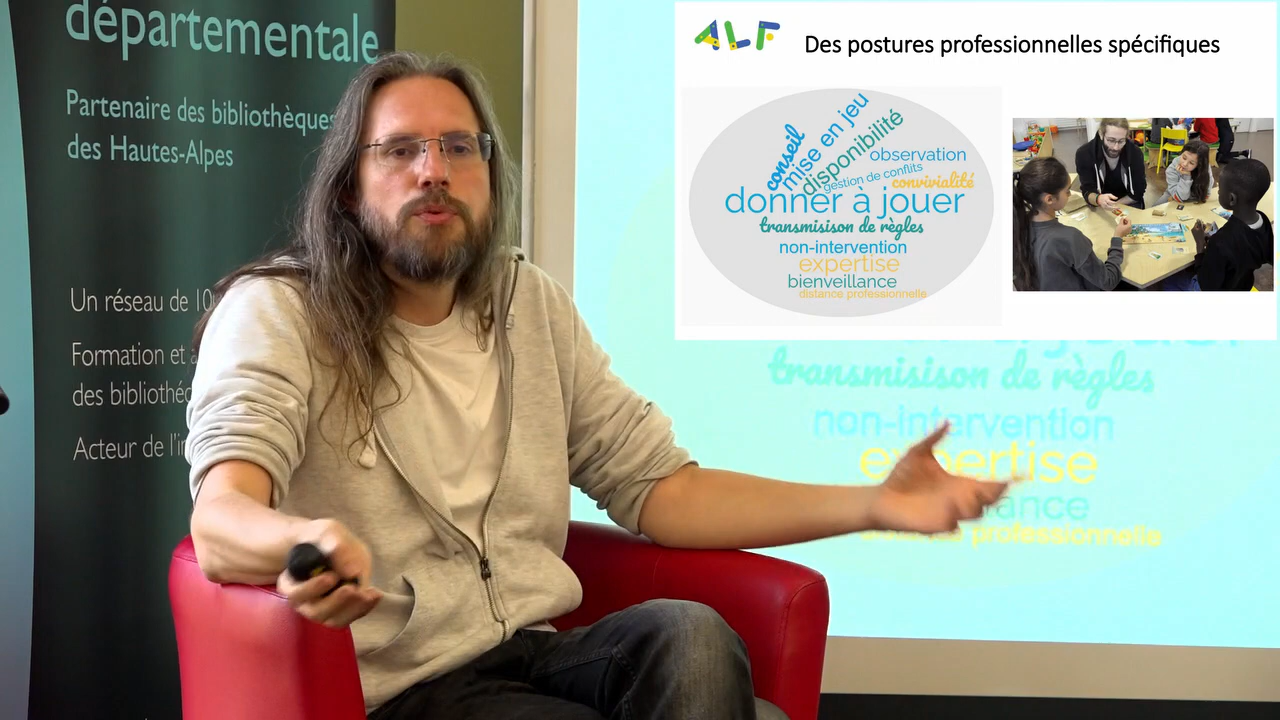 départementale
Partenaire des bibliothèques
des Hautes-Alpes
Un réseau de
Formation et
des
Acteur de
ALF
Des postures professionnelles spécifiques
conseil
mise en jeu
disponibilité
observation
gestion de conflits
convivialité
donner à jouer
transmisison de règles
non-intervention
expertise
bienveillance
distance professionnelle
transmisison de règles
non-intervention
expertise
professionnelle